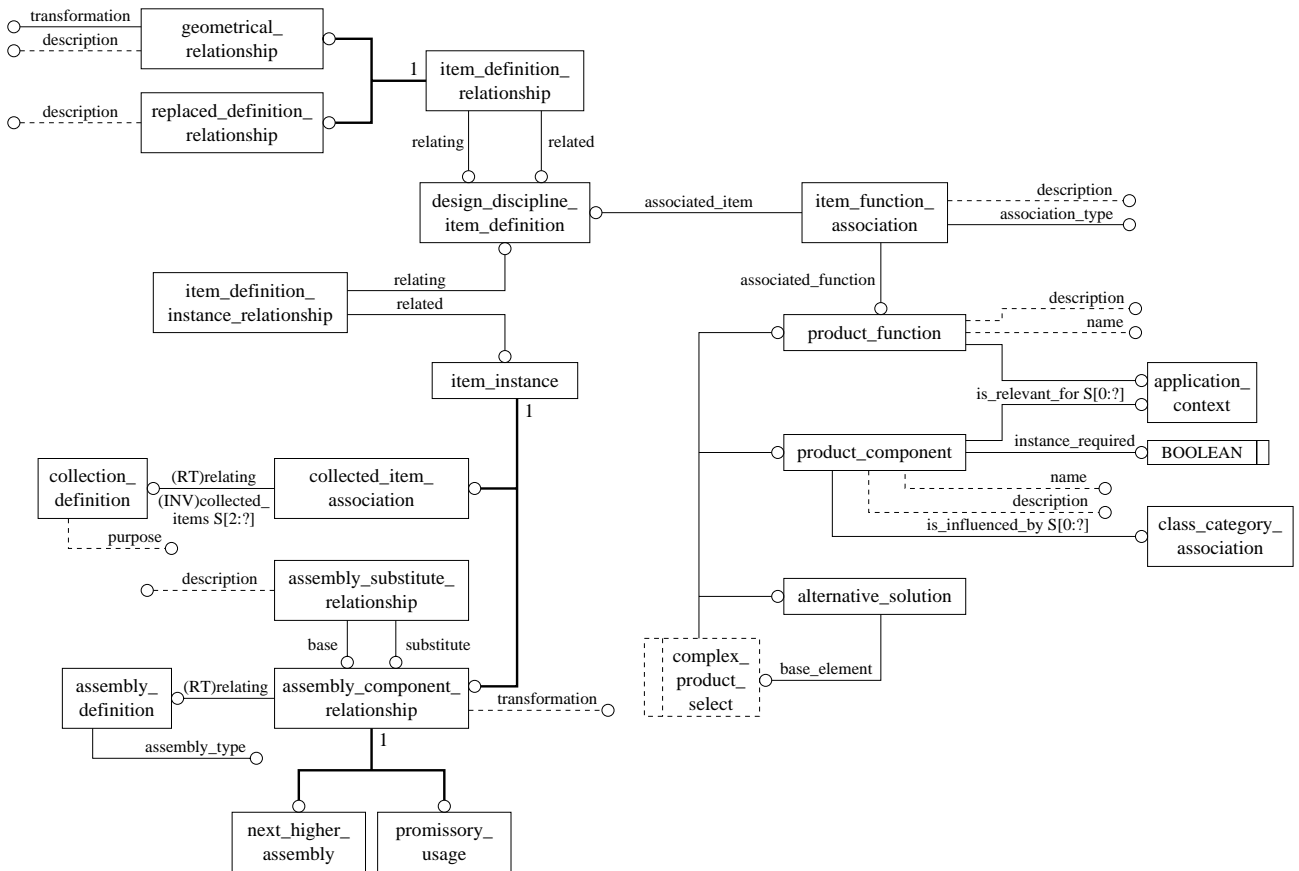 transformation
description
geometrical_
relationship
1
item_definition_
relationship
description
replaced_definition_
relationship
relating
related
design_discipline_
item_definition
associated_item
item_function_
association
description
association_type
item_definition_
instance_relationship
relating
related
associated_function
description
name
product_function
item_instance
1
application_
context
is_relevant_for S[0:?]
collection_
definition
(RT)relating
(INV)collected_
items S[2:?]
collected_item_
association
purpose
product_component
instance_required
BOOLEAN
name
description
is_influenced_by S[0:?]
class_category_
association
description
assembly_substitute_
relationship
base
substitute
alternative_solution
complex_
product_
select
base_element
assembly_
definition
(RT)relating
assembly_component_
relationship
transformation
assembly_type
1
next_higher_
assembly
promissory_
usage